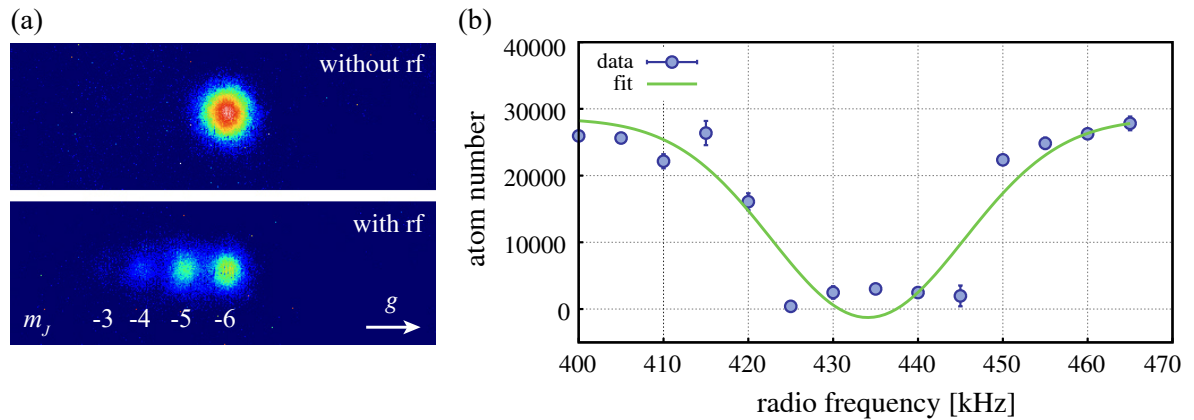 (a)
without rf
with rf
m_J -3 -4 -5 -6
g
(b)
40000
30000
20000
10000
0
atom number
data
fit
400 410 420 430 440 450 460 470
radio frequency [kHz]